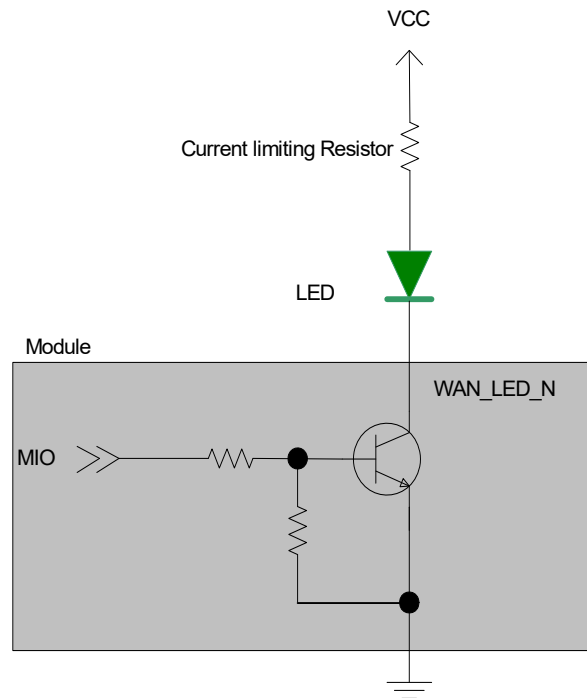 VCC
Current limiting Resistor
LED
Module
WAN_LED_N
MIO